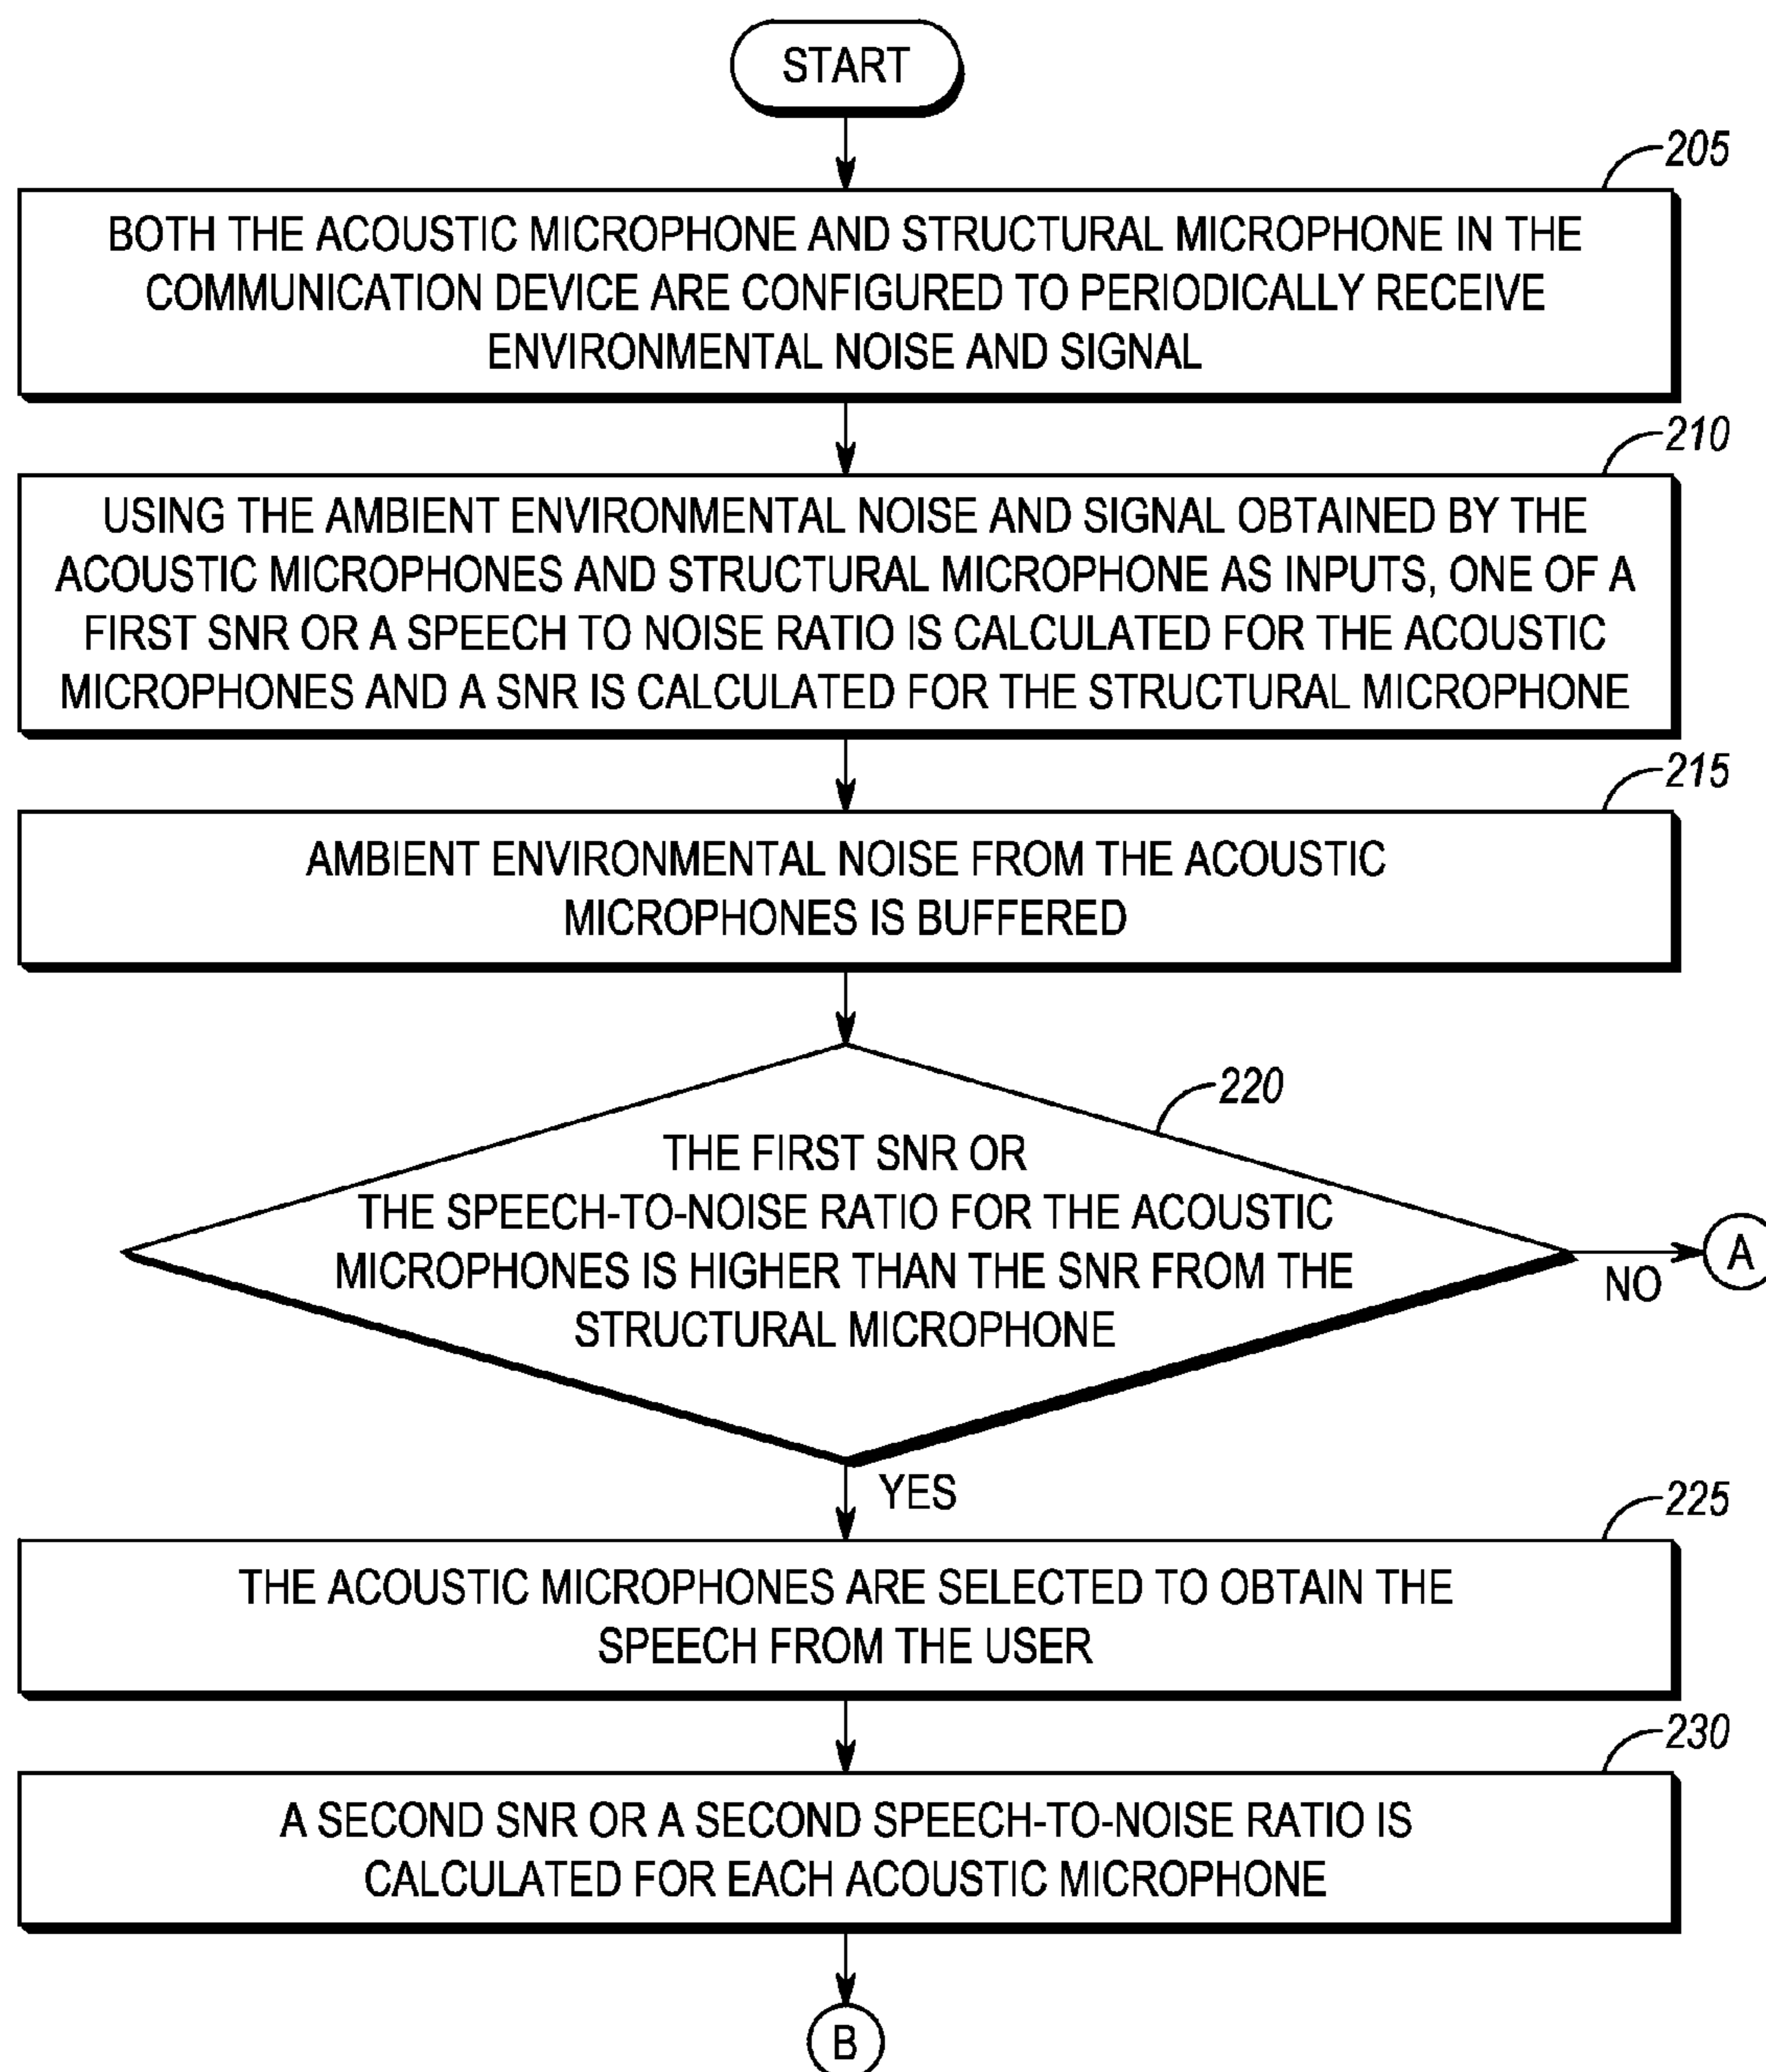 START
205
BOTH THE ACOUSTIC MICROPHONE AND STRUCTURAL MICROPHONE IN THE
COMMUNICATION DEVICE ARE CONFIGURED TO PERIODICALLY RECEIVE
ENVIRONMENTAL NOISE AND SIGNAL
210
USING THE AMBIENT ENVIRONMENTAL NOISE AND SIGNAL OBTAINED BY THE
ACOUSTIC MICROPHONES AND STRUCTURAL MICROPHONE AS INPUTS, ONE OF A
FIRST SNR OR A SPEECH TO NOISE RATIO IS CALCULATED FOR THE ACOUSTIC
MICROPHONES AND A SNR IS CALCULATED FOR THE STRUCTURAL MICROPHONE
215
AMBIENT ENVIRONMENTAL NOISE FROM THE ACOUSTIC
MICROPHONES IS BUFFERED
220
THE FIRST SNR OR
THE SPEECH-TO-NOISE RATIO FOR THE ACOUSTIC
MICROPHONES IS HIGHER THAN THE SNR FROM THE
STRUCTURAL MICROPHONE
NO
A
YES
225
THE ACOUSTIC MICROPHONES ARE SELECTED TO OBTAIN THE
SPEECH FROM THE USER
230
A SECOND SNR OR A SECOND SPEECH-TO-NOISE RATIO IS
CALCULATED FOR EACH ACOUSTIC MICROPHONE
B